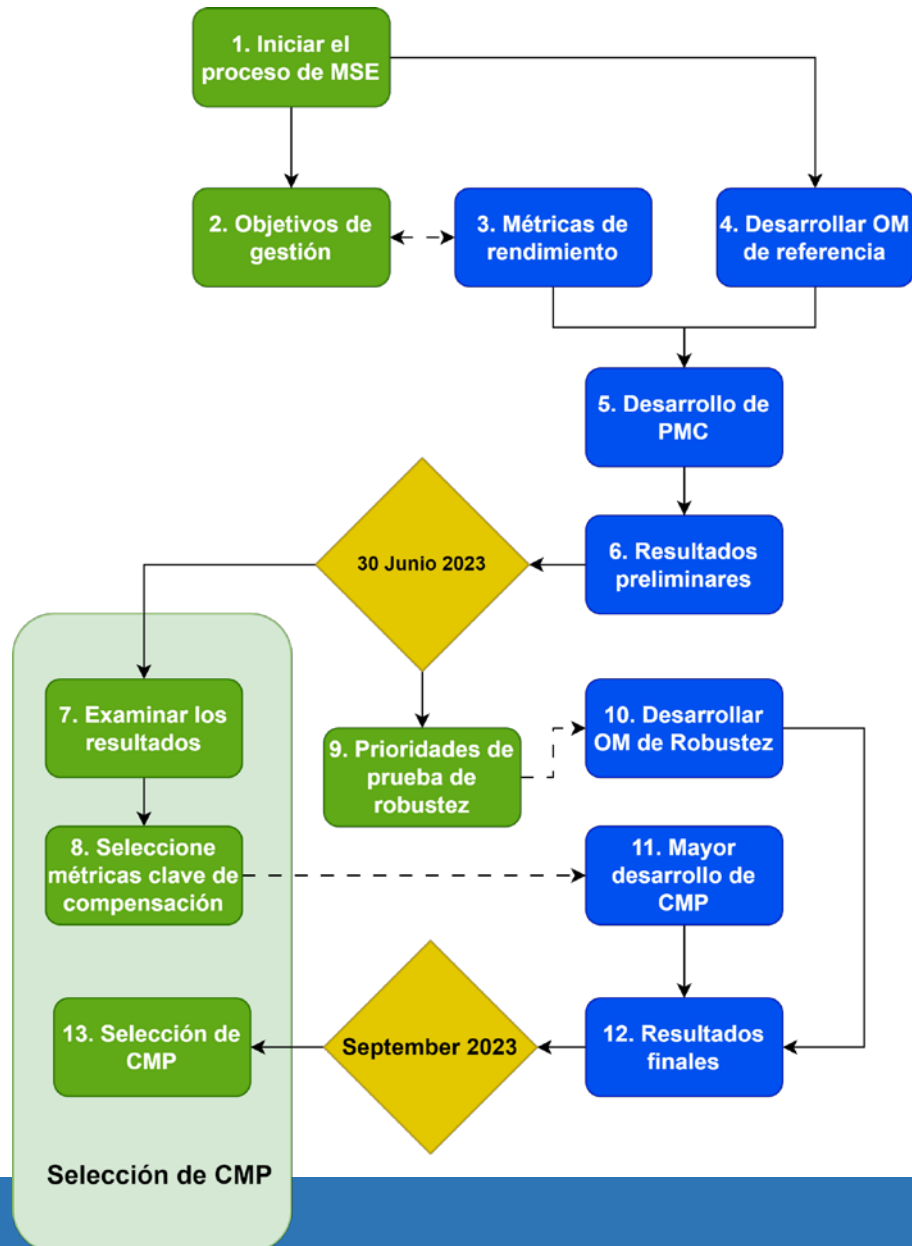 1. Iniciar el
proceso de MSE
2. Objetivos de
gestión
3. Métricas de
rendimiento
4. Desarrollar OM
de referencia
5. Desarrollo de
PMC
6. Resultados
preliminares
30 Junio 2023
7. Examinar los
resultados
8. Seleccione
métricas clave de
compensación
9. Prioridades de
prueba de
robustez
10. Desarrollar
OM de Robustez
11. Mayor
desarrollo de
CMP
12. Resultados
finales
September 2023
13. Selección de
CMP
Selección de CMP